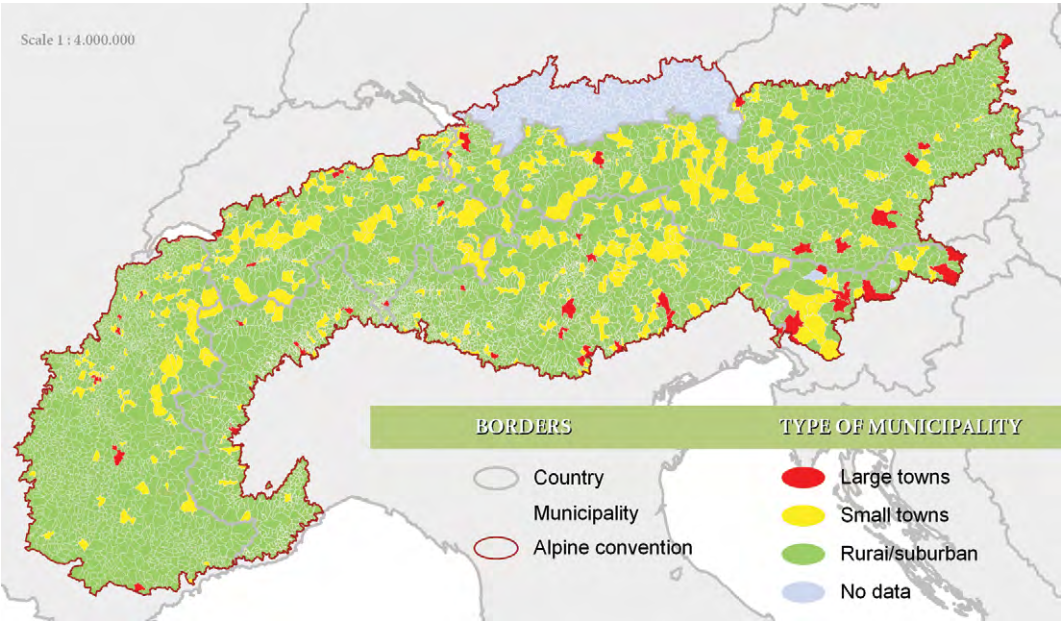 Scale 1 : 4.000.000
BORDERS
Country
Municipality
Alpine convention
TYPE OF MUNICIPALITY
Large towns
Small towns
Rurai/suburban
No data